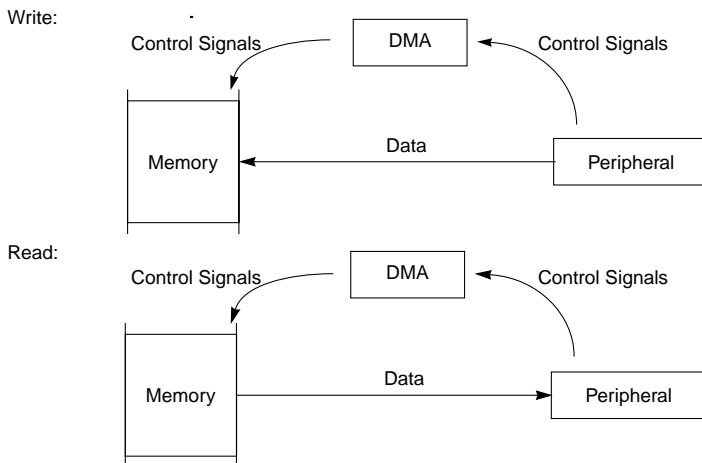 Write:
DMA
Control Signals
Control Signals
Data
Memory
Peripheral
Read:
DMA
Control Signals
Control Signals
Data
Memory
Peripheral